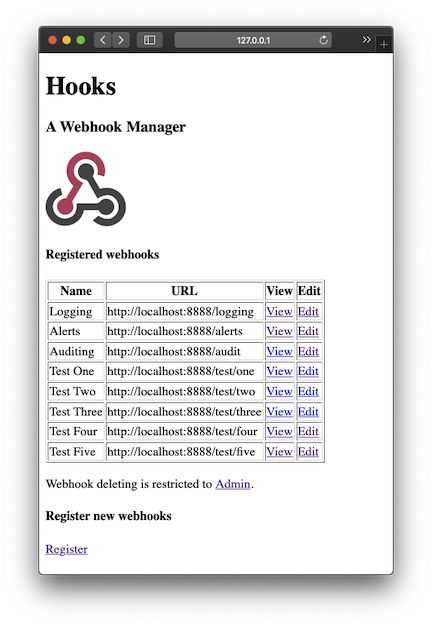 127.0.0.1
Hooks
A Webhook Manager
Registered webhooks
Name URL View Edit
Logging http://localhost:8888/logging View Edit
Alerts http://localhost:8888/alerts View Edit
Auditing http://localhost:8888/audit View Edit
Test One http://localhost:8888/test/one View Edit
Test Two http://localhost:8888/test/two View Edit
Test Three http://localhost:8888/test/three View Edit
Test Four http://localhost:8888/test/four View Edit
Test Five http://localhost:8888/test/five View Edit
Webhook deleting is restricted to Admin.
Register new webhooks
Register